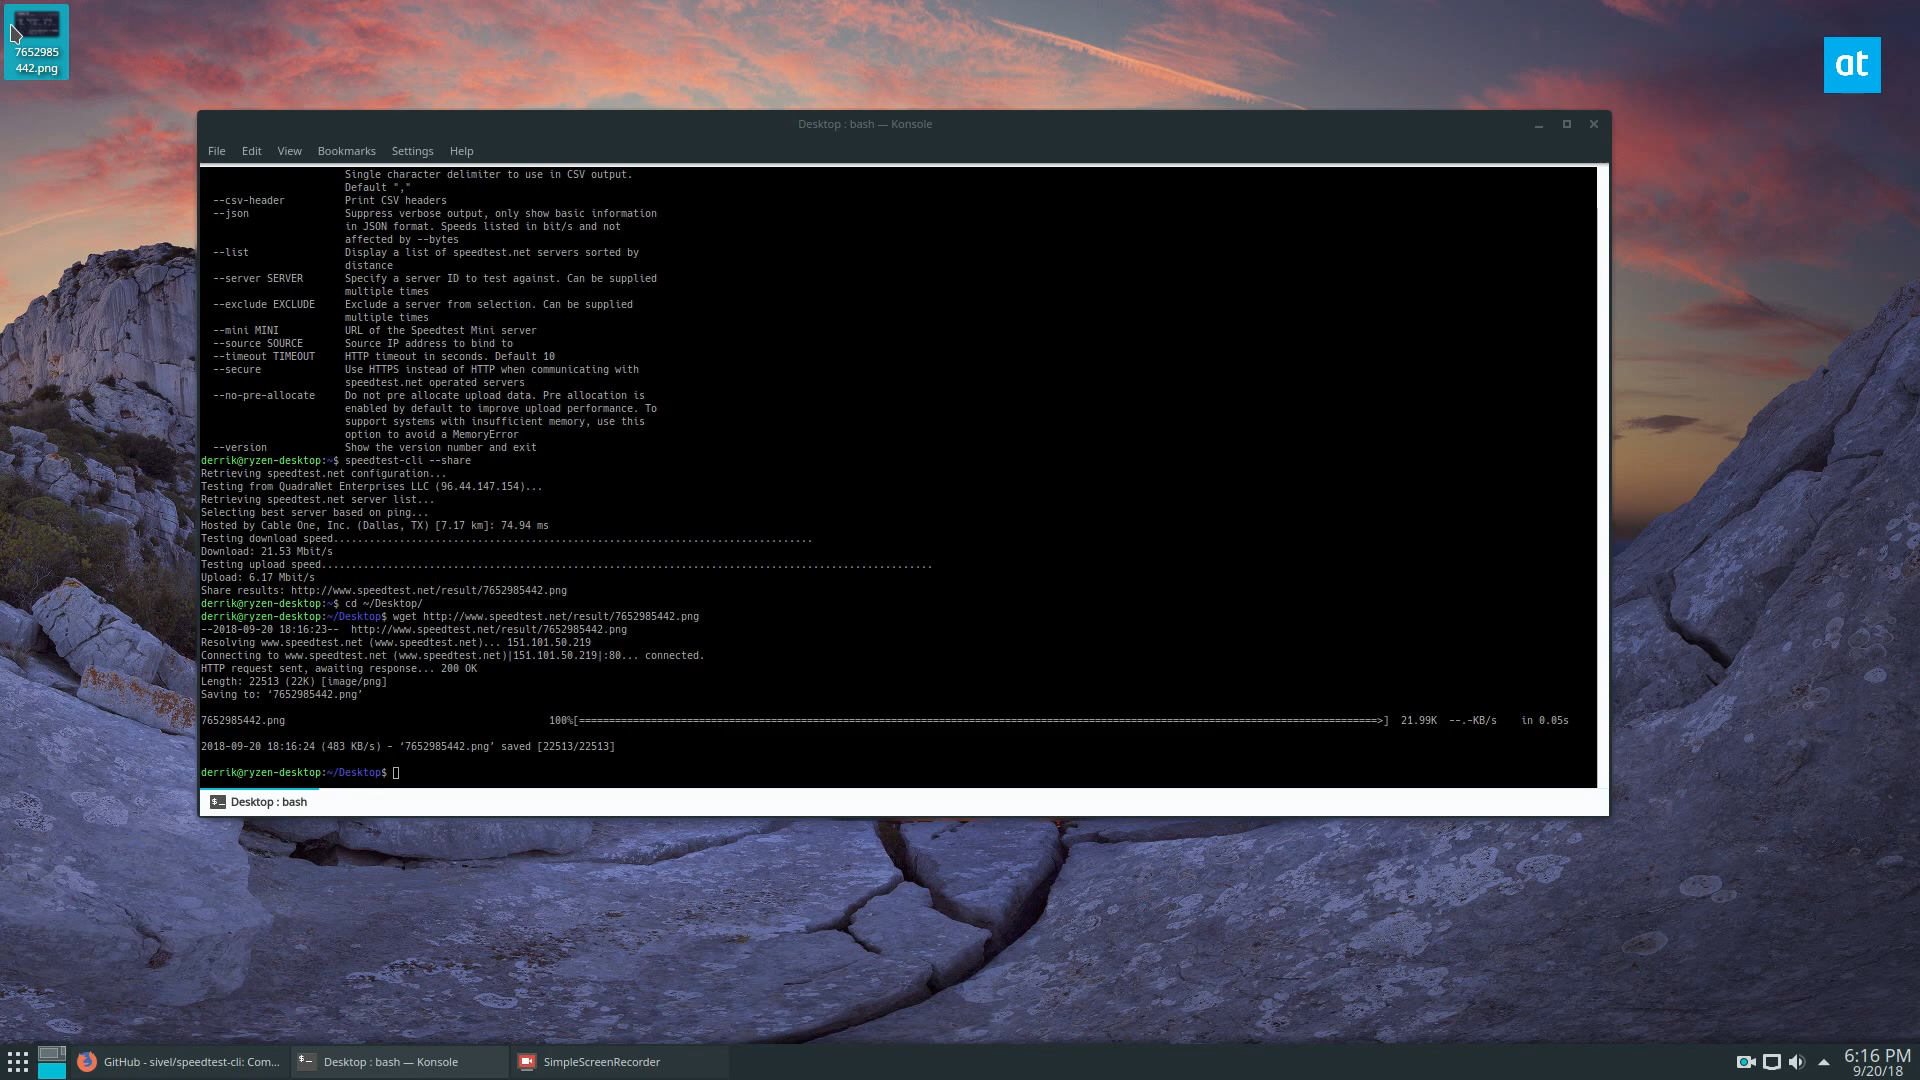 7652985
442.png
at
Desktop : bash — Konsole
File Edit View Bookmarks Settings Help
Single character delimiter to use in CSV output.
Default ","
--csv-header Print CSV headers
--json Suppress verbose output, only show basic information
in JSON format. Speeds listed in bit/s and not
affected by --bytes
--list Display a list of speedtest.net servers sorted by
distance
--server SERVER Specify a server ID to test against. Can be supplied
multiple times
--exclude EXCLUDE Exclude a server from selection. Can be supplied
multiple times
--mini MINI URL of the Speedtest Mini server
--source SOURCE Source IP address to bind to
--timeout TIMEOUT HTTP timeout in seconds. Default 10
--secure Use HTTPS instead of HTTP when communicating with
speedtest.net operated servers
--no-pre-allocate Do not pre allocate upload data. Pre allocation is
enabled by default to improve upload performance. To
support systems with insufficient memory, use this
option to avoid a MemoryError
--version Show the version number and exit
derrik@ryzen-desktop:~$ speedtest-cli --share
Retrieving speedtest.net configuration...
Testing from QuadraNet Enterprises LLC (96.44.147.154)...
Retrieving speedtest.net server list...
Selecting best server based on ping...
Hosted by Cable One, Inc. (Dallas, TX) [7.17 km]: 74.94 ms
Testing download speed................................................................................
Download: 21.53 Mbit/s
Testing upload speed......................................................................................................
Upload: 6.17 Mbit/s
Share results: http://www.speedtest.net/result/7652985442.png
derrik@ryzen-desktop:~$ cd ~/Desktop/
derrik@ryzen-desktop:~/Desktop$ wget http://www.speedtest.net/result/7652985442.png
--2018-09-20 18:16:23-- http://www.speedtest.net/result/7652985442.png
Resolving www.speedtest.net (www.speedtest.net)... 151.101.50.219
Connecting to www.speedtest.net (www.speedtest.net)|151.101.50.219|:80... connected.
HTTP request sent, awaiting response... 200 OK
Length: 22513 (22K) [image/png]
Saving to: ‘7652985442.png’
7652985442.png 100%[=====================================================================================================================================>] 21.99K --.-KB/s in 0.05s
2018-09-20 18:16:24 (483 KB/s) - ‘7652985442.png’ saved [22513/22513]
derrik@ryzen-desktop:~/Desktop$
Desktop : bash
GitHub - sivel/speedtest-cli: Com... Desktop : bash — Konsole SimpleScreenRecorder 6:16 PM
9/20/18